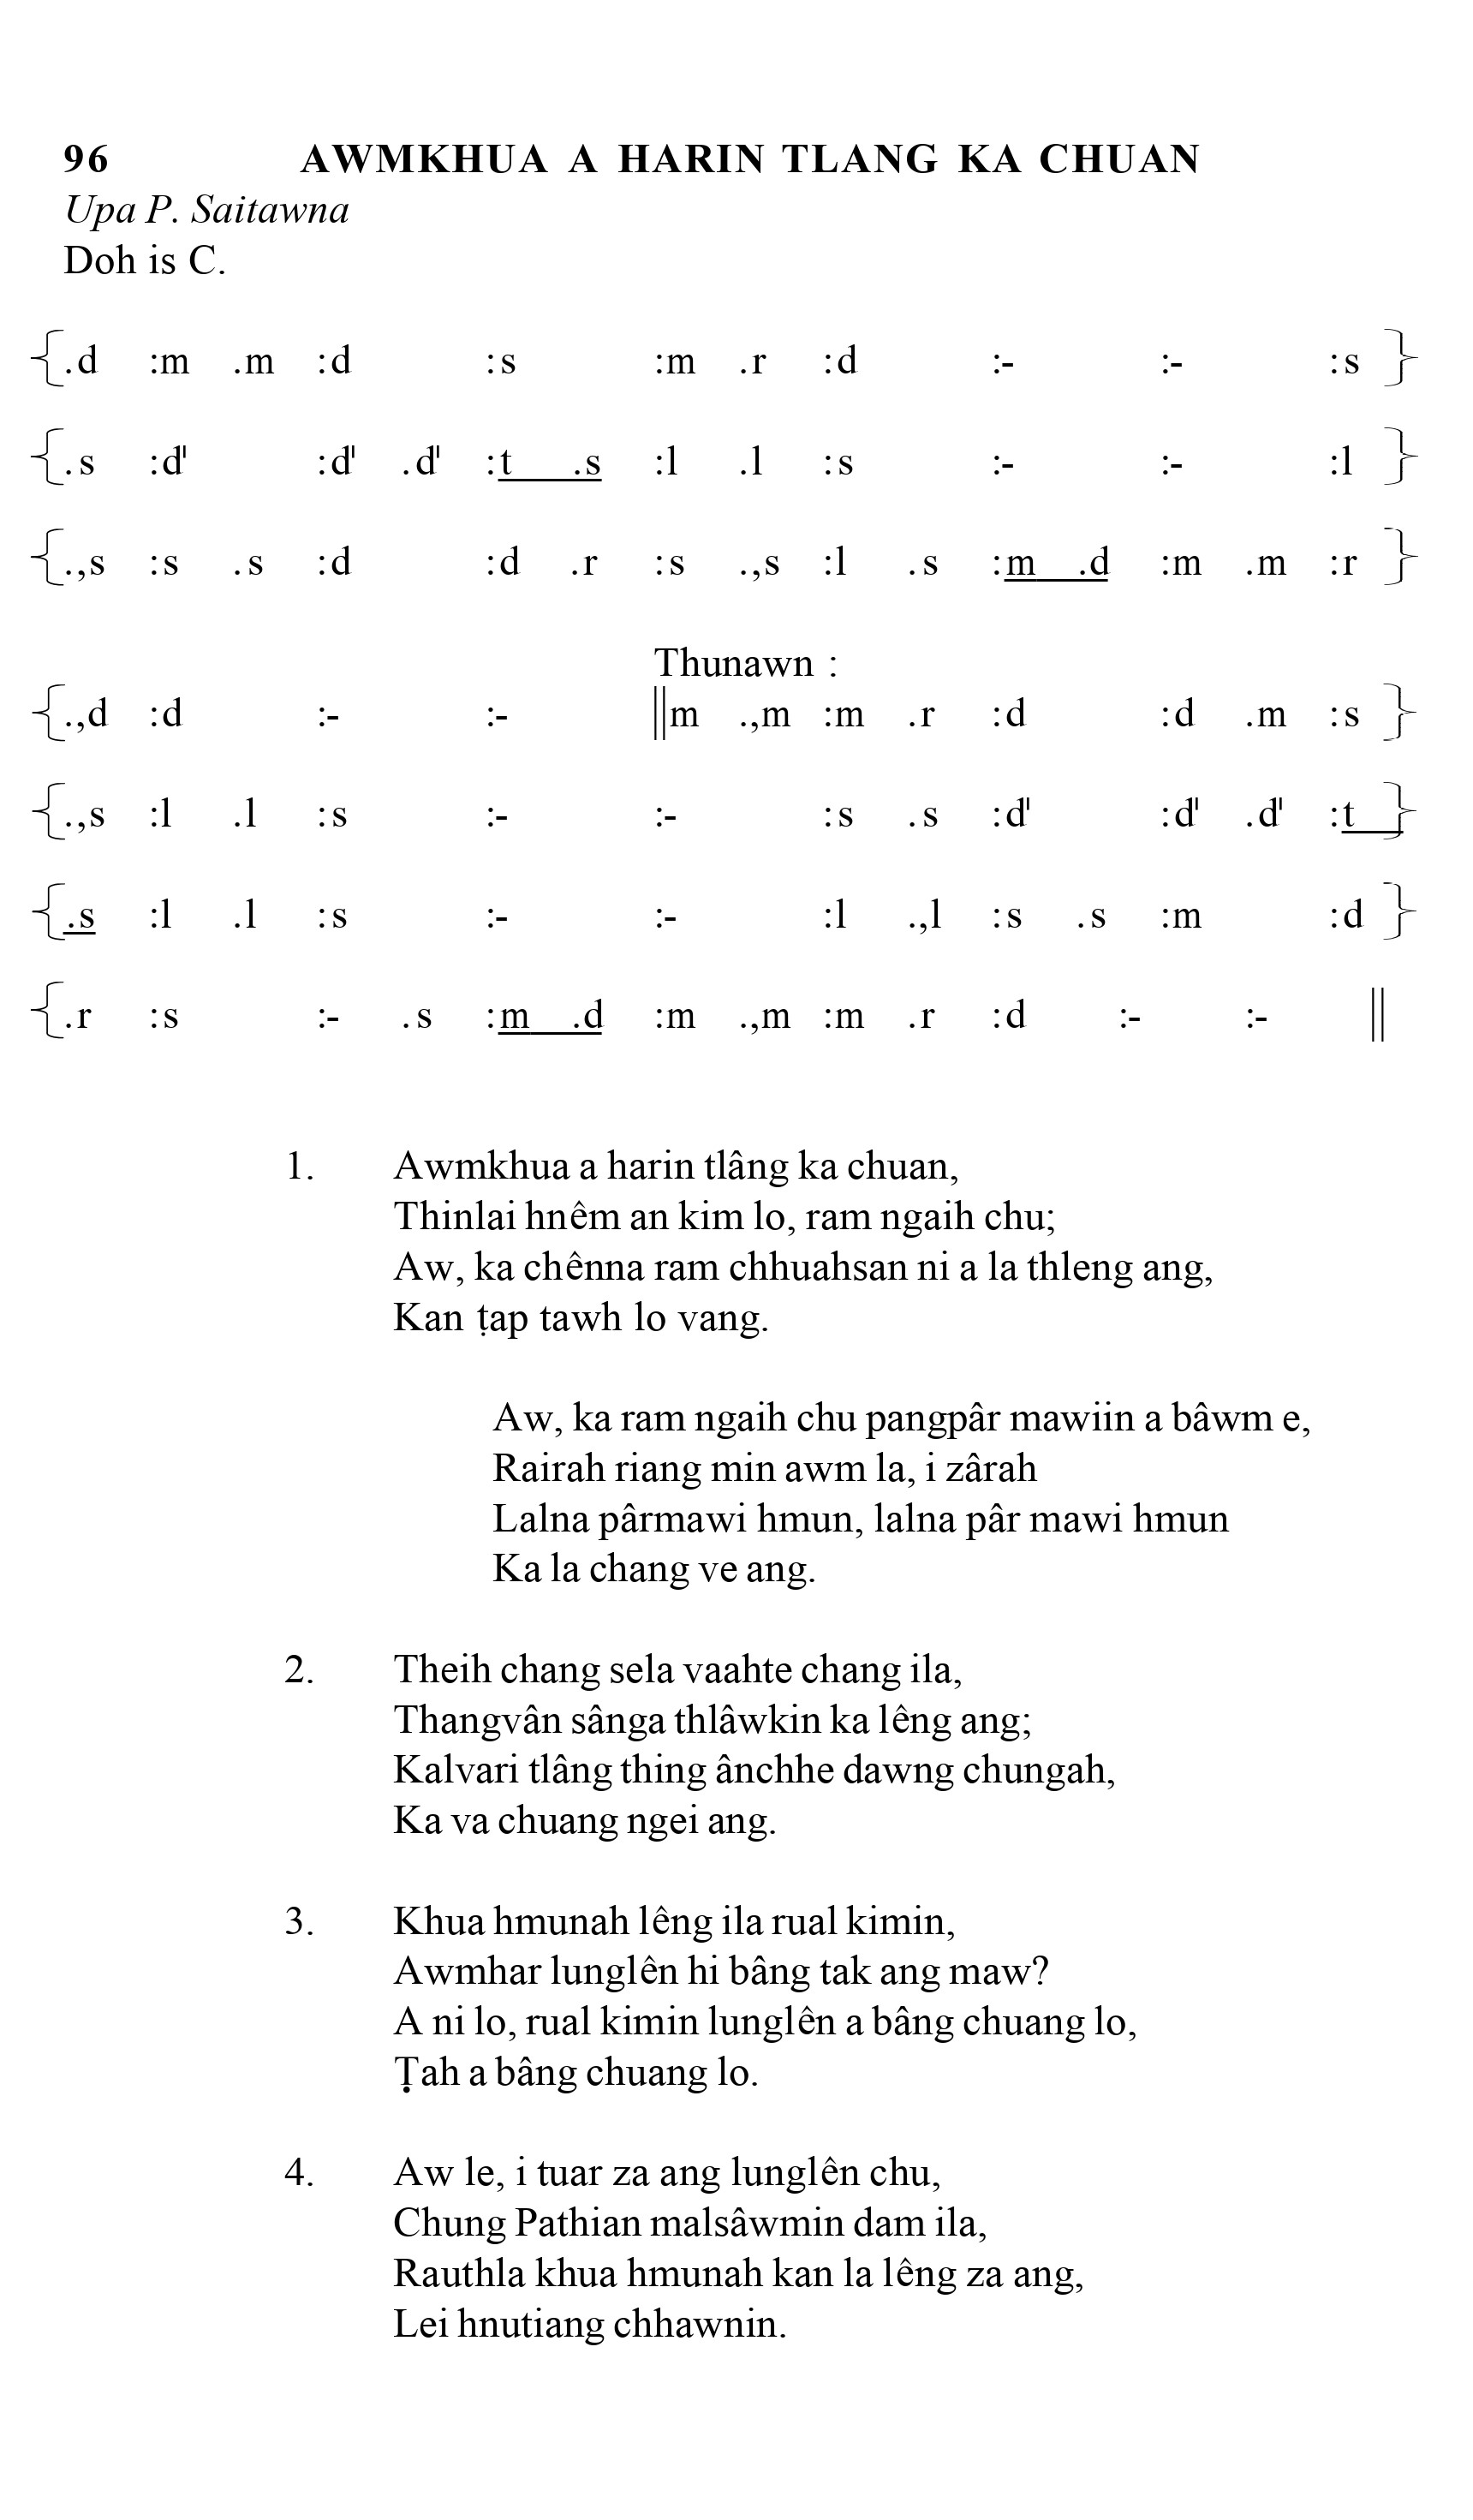 96 AWMKHUA A HARIN TLANG KA CHUAN
Upa P. Saitawna
Doh is C.
{.d :m .m :d :s :m .r :d :- :- :s }
{.s :d' :d' .d' :t .s :l .l :s :- :- :l }
{.,s :s .s :d :d .r :s .,s :l .s :m .d :m .m :r }
Thunawn :
{.,d :d :- :- ||m .,m :m .r :d :d .m :s }
{.,s :l .l :s :- :- :s .s :d' :d' .d' :t }
{.s :l .l :s :- :- :l .,l :s .s :m :d }
{.r :s :- .s :m .d :m .,m :m .r :d :- :- ||
1. Awmkhua a harin tlâng ka chuan,
Thinlai hnêm an kim lo, ram ngaih chu;
Aw, ka chênna ram chhuahsan ni a la thleng ang,
Kan ṭap tawh lo vang.
Aw, ka ram ngaih chu pangpâr mawiin a bâwm e,
Rairah riang min awm la, i zârah
Lalna pârmawi hmun, lalna pâr mawi hmun
Ka la chang ve ang.
2. Theih chang sela vaahte chang ila,
Thangvân sânga thlâwkin ka lêng ang;
Kalvari tlâng thing ânchhe dawng chungah,
Ka va chuang ngei ang.
3. Khua hmunah lêng ila rual kimin,
Awmhar lunglên hi bâng tak ang maw?
A ni lo, rual kimin lunglên a bâng chuang lo,
Ṭah a bâng chuang lo.
4. Aw le, i tuar za ang lunglên chu,
Chung Pathian malsâwmin dam ila,
Rauthla khua hmunah kan la lêng za ang,
Lei hnutiang chhawnin.